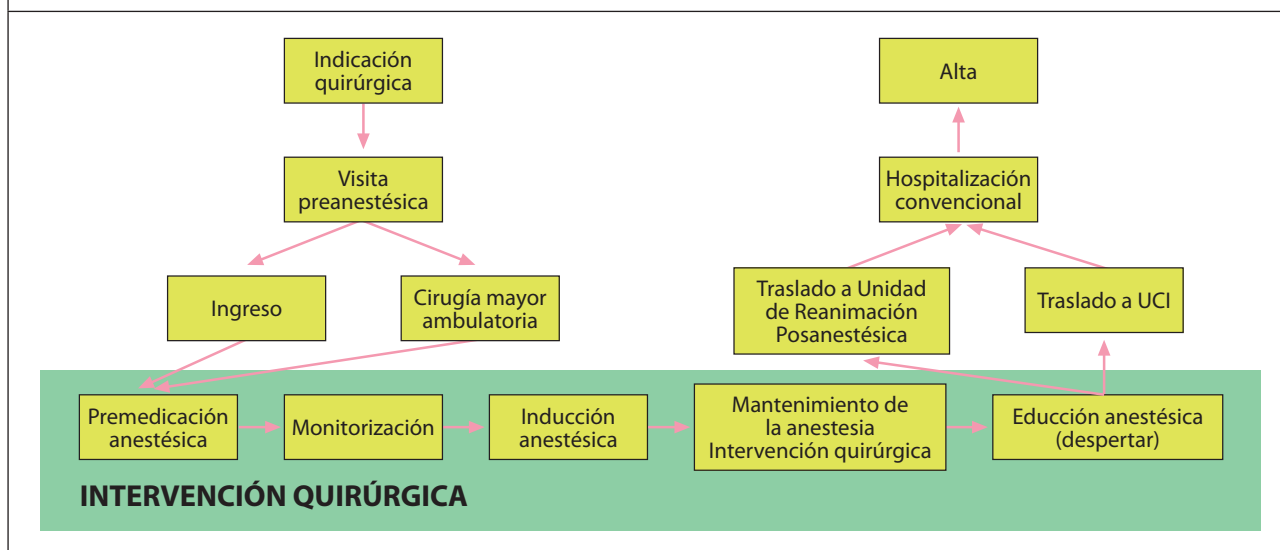 Indicación
quirúrgica
Alta
Visita
preanestésica
Hospitalización
convencional
Ingreso
Cirugía mayor
ambulatoria
Traslado a Unidad
de Reanimación
Posanestésica
Traslado a UCI
Premedicación
anestésica
Monitorización
Inducción
anestésica
Mantenimiento de
la anestesia
Intervención quirúrgica
Educción anestésica
(despertar)
INTERVENCIÓN QUIRÚRGICA